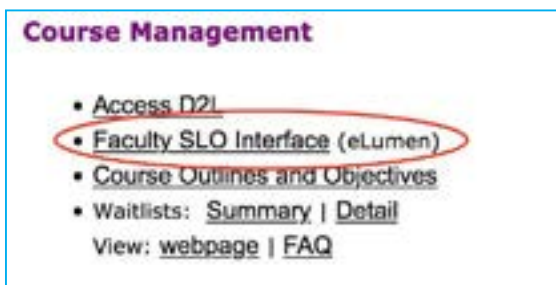 Course Management
• Access D2L
• Faculty SLO Interface (eLumen)
• Course Outlines and Objectives
• Waitlists: Summary | Detail
View: webpage | FAQ